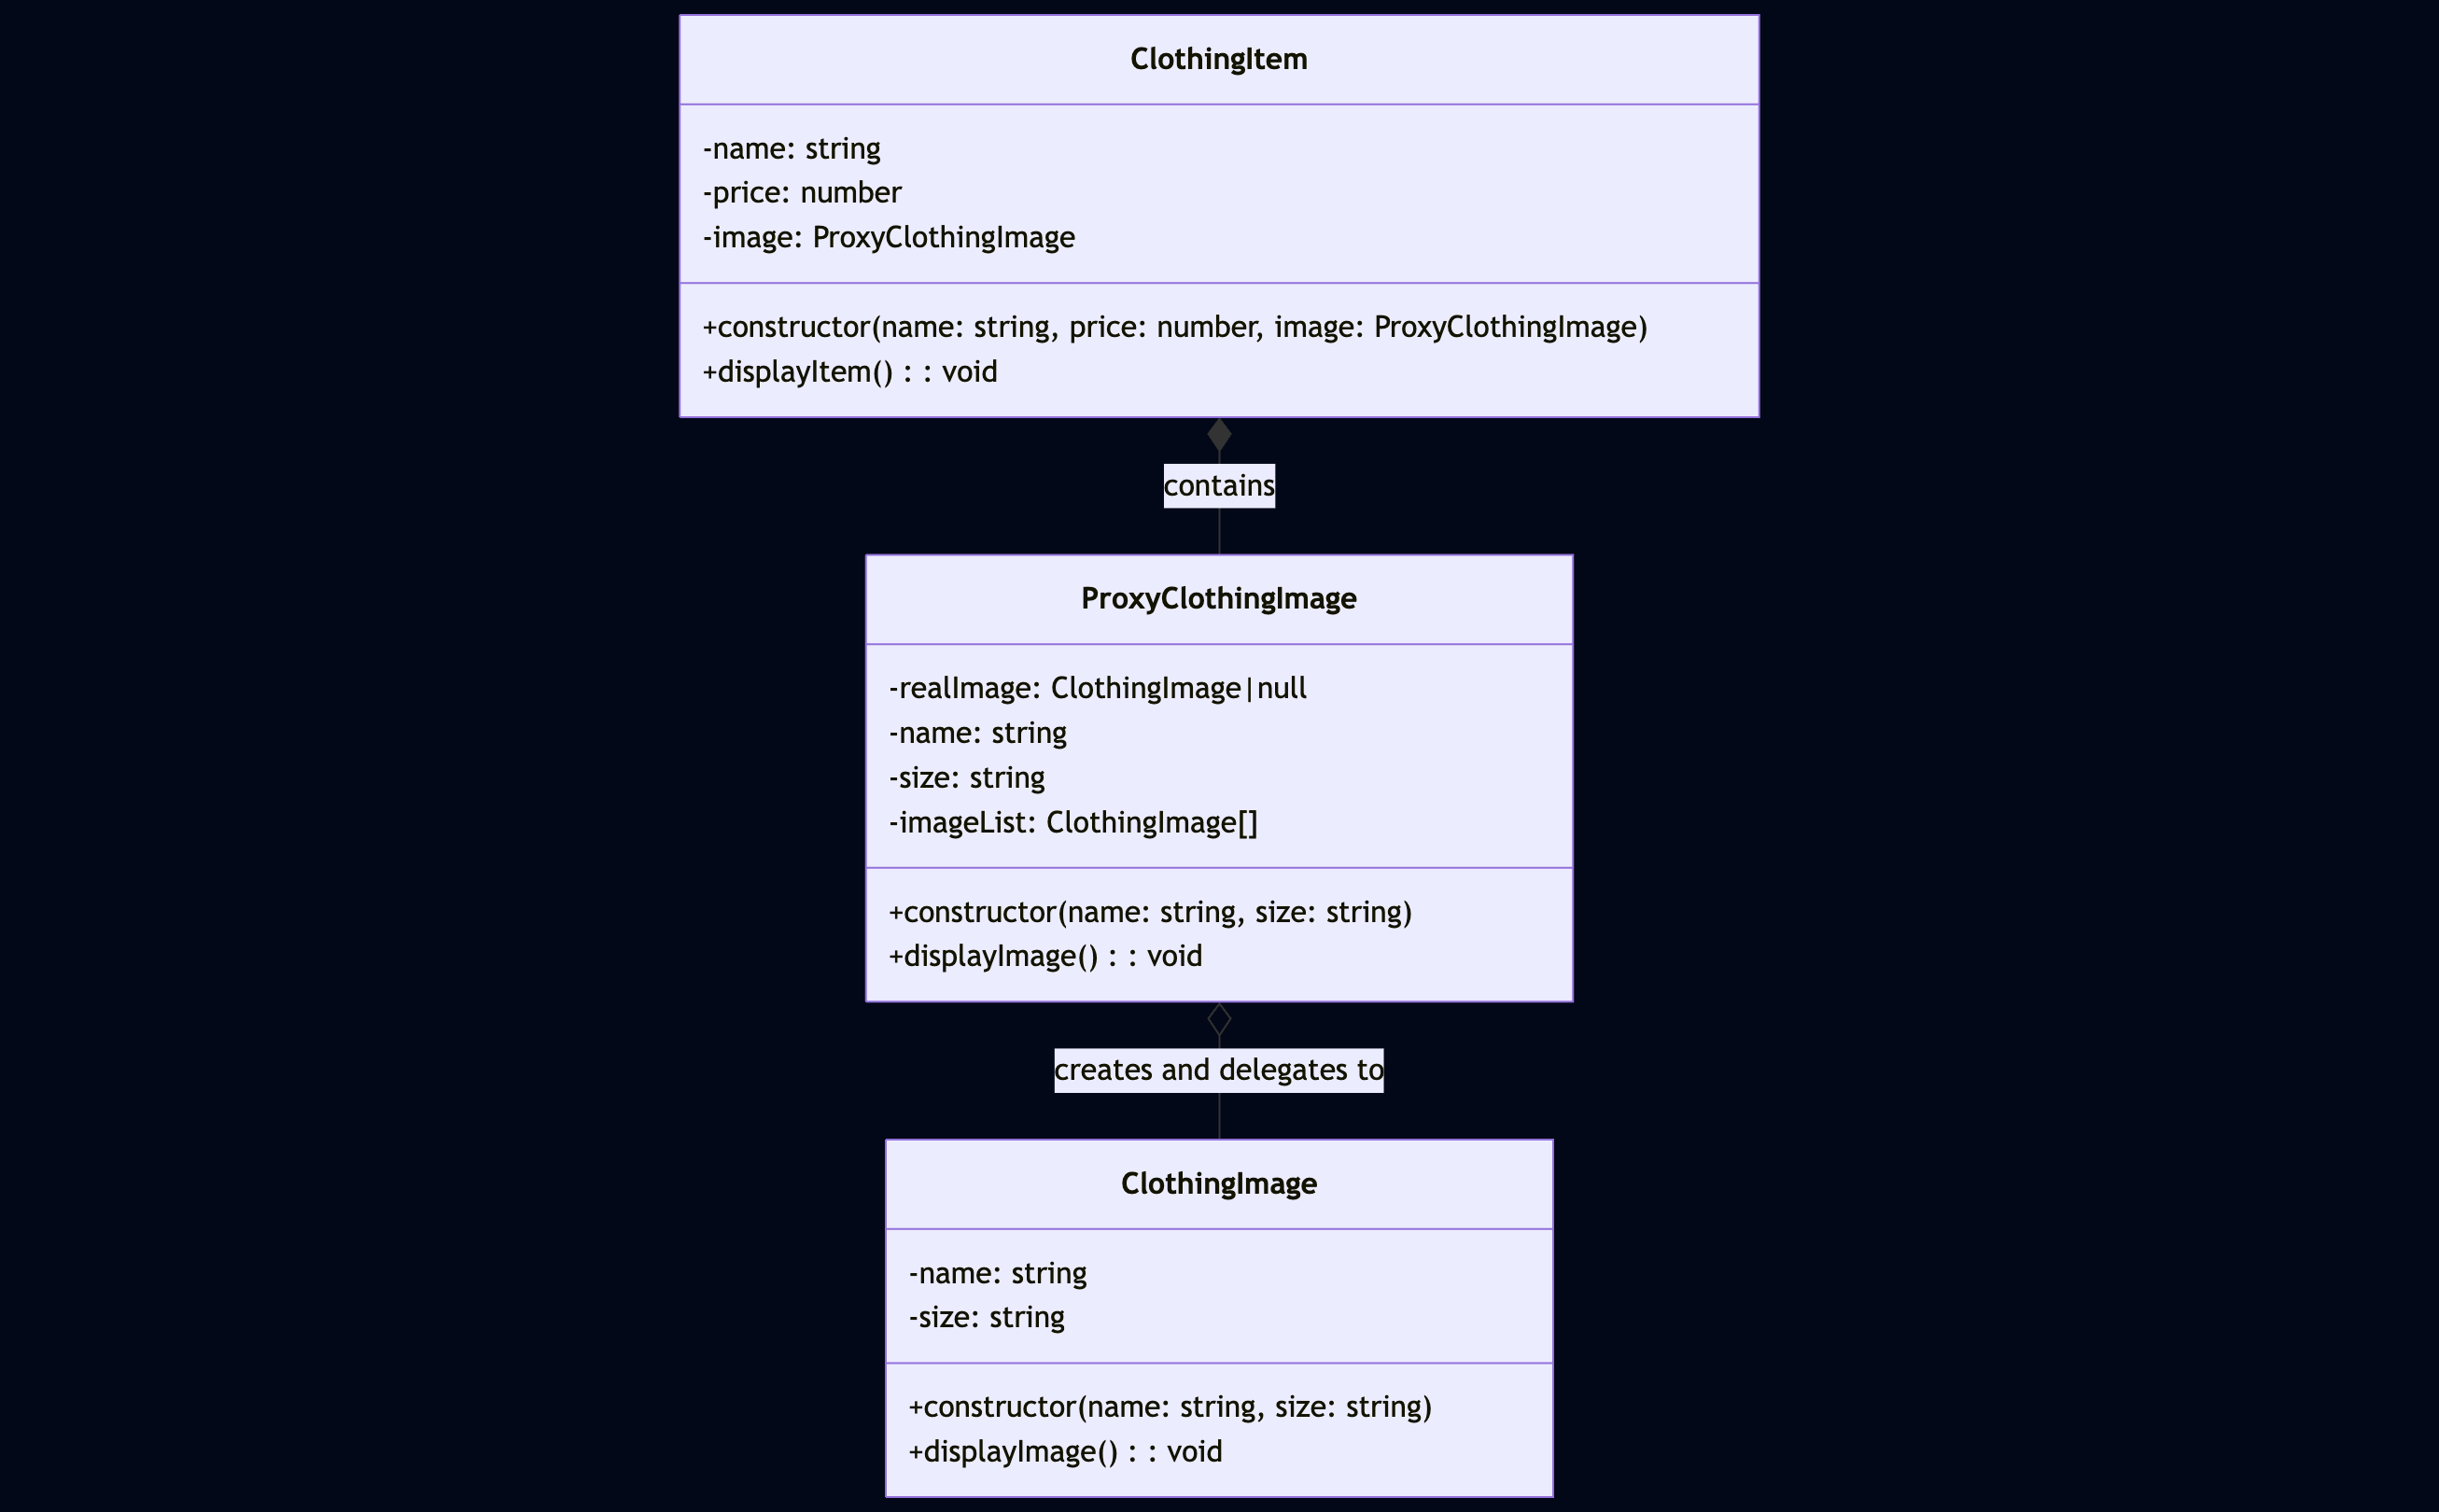 ClothingItem
-name: string
-price: number
-image: ProxyClothingImage
+constructor(name: string, price: number, image: ProxyClothingImage)
+displayItem() : : void
contains
ProxyClothingImage
-realImage: ClothingImage|null
-name: string
-size: string
-imageList: ClothingImage[]
+constructor(name: string, size: string)
+displayImage() : : void
creates and delegates to
ClothingImage
-name: string
-size: string
+constructor(name: string, size: string)
+displayImage() : : void